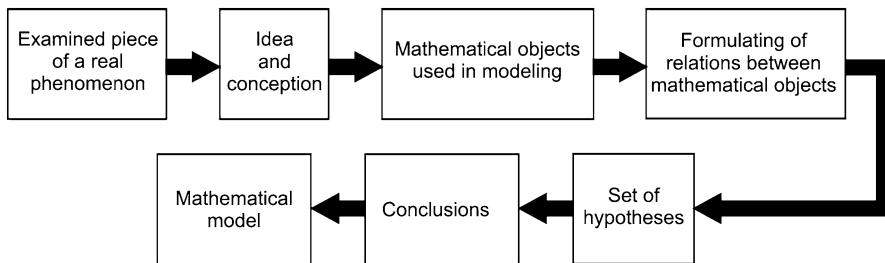 Examined piece
of a real
phenomenon
Idea
and
conception
Mathematical objects
used in modeling
Formulating of
relations between
mathematical objects
Set of
hypotheses
Conclusions
Mathematical
model